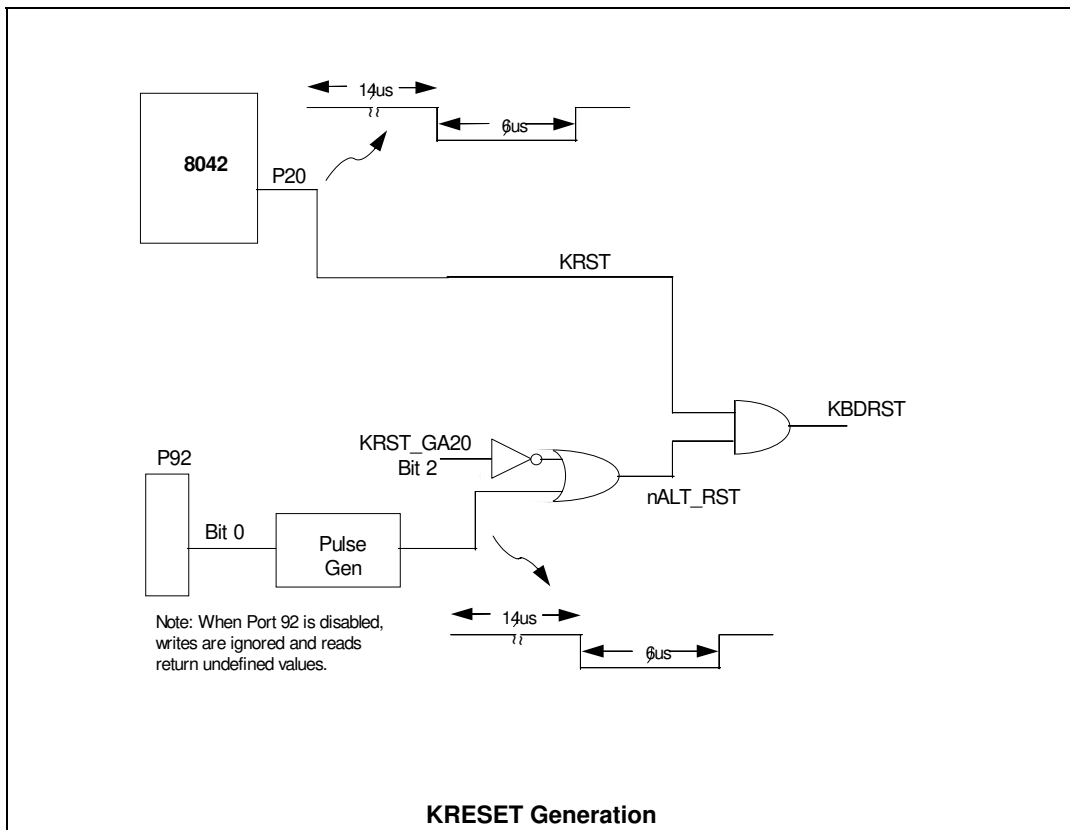 14us
~~
6us
8042
P20
KRST
KBDRST
KRST_GA20
Bit 2
nALT_RST
P92
Bit 0
Pulse
Gen
14us
~~
6us
Note: When Port 92 is disabled,
writes are ignored and reads
return undefined values.
KRESET Generation